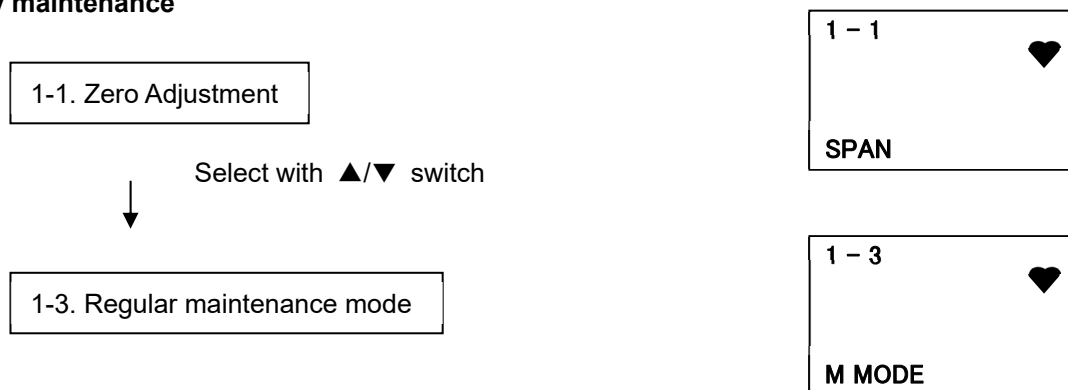 maintenance
1-1. Zero Adjustment
Select with ▲/▼ switch
1-3. Regular maintenance mode
1 – 1
SPAN
1 – 3
M MODE